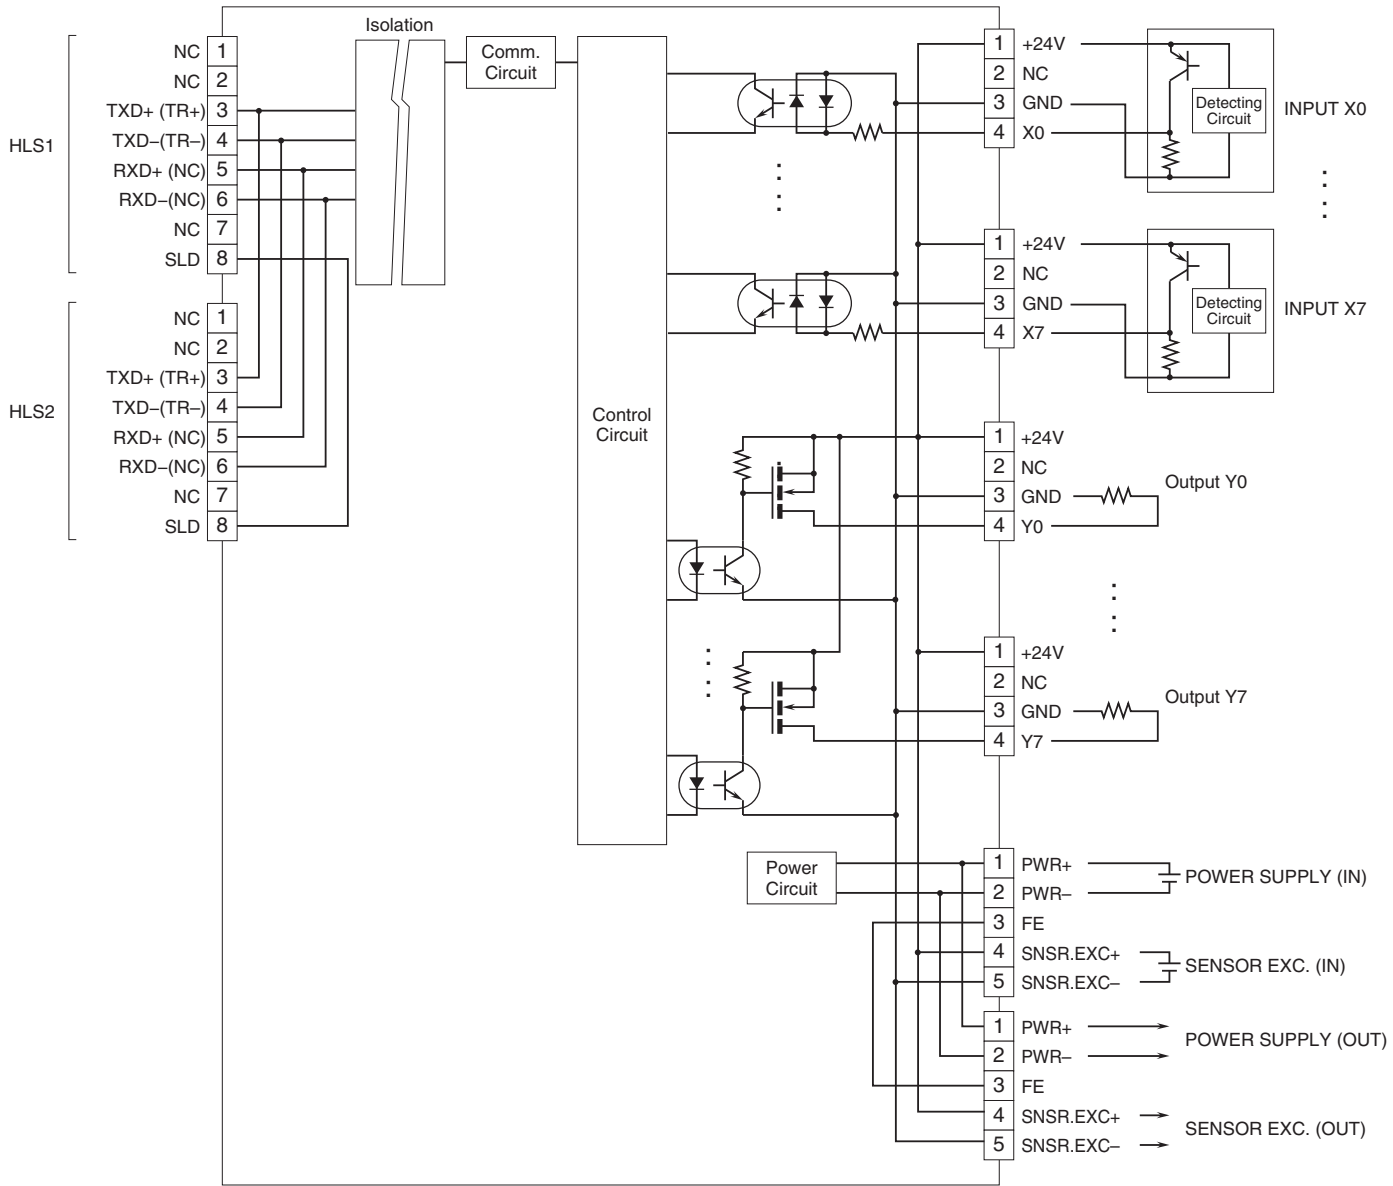 Isolation
HLS1
NC 1
NC 2
TXD+ (TR+) 3
TXD–(TR–) 4
RXD+ (NC) 5
RXD–(NC) 6
NC 7
SLD 8
HLS2
NC 1
NC 2
TXD+ (TR+) 3
TXD–(TR–) 4
RXD+ (NC) 5
RXD–(NC) 6
NC 7
SLD 8
Comm.
Circuit
Control
Circuit
1 +24V
2 NC
3 GND
4 X0
Detecting
Circuit
INPUT X0
1 +24V
2 NC
3 GND
4 X7
Detecting
Circuit
INPUT X7
1 +24V
2 NC
3 GND
4 Y0
Output Y0
1 +24V
2 NC
3 GND
4 Y7
Output Y7
Power
Circuit
1 PWR+
2 PWR–
3 FE
4 SNSR.EXC+
5 SNSR.EXC–
POWER SUPPLY (IN)
SENSOR EXC. (IN)
1 PWR+
2 PWR–
3 FE
4 SNSR.EXC+
5 SNSR.EXC–
POWER SUPPLY (OUT)
SENSOR EXC. (OUT)